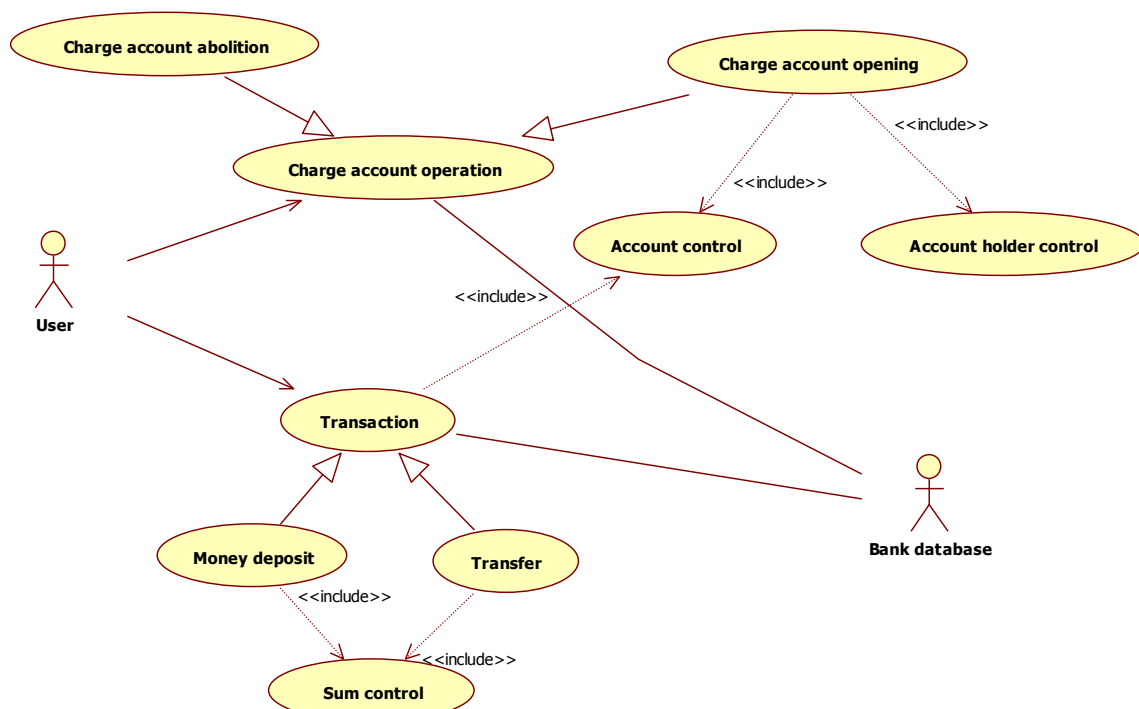 Charge account abolition
Charge account opening
<<include>>
Charge account operation
<<include>>
Account control
Account holder control
<<include>>
User
Transaction
Bank database
Money deposit
Transfer
<<include>>
<<include>>
Sum control